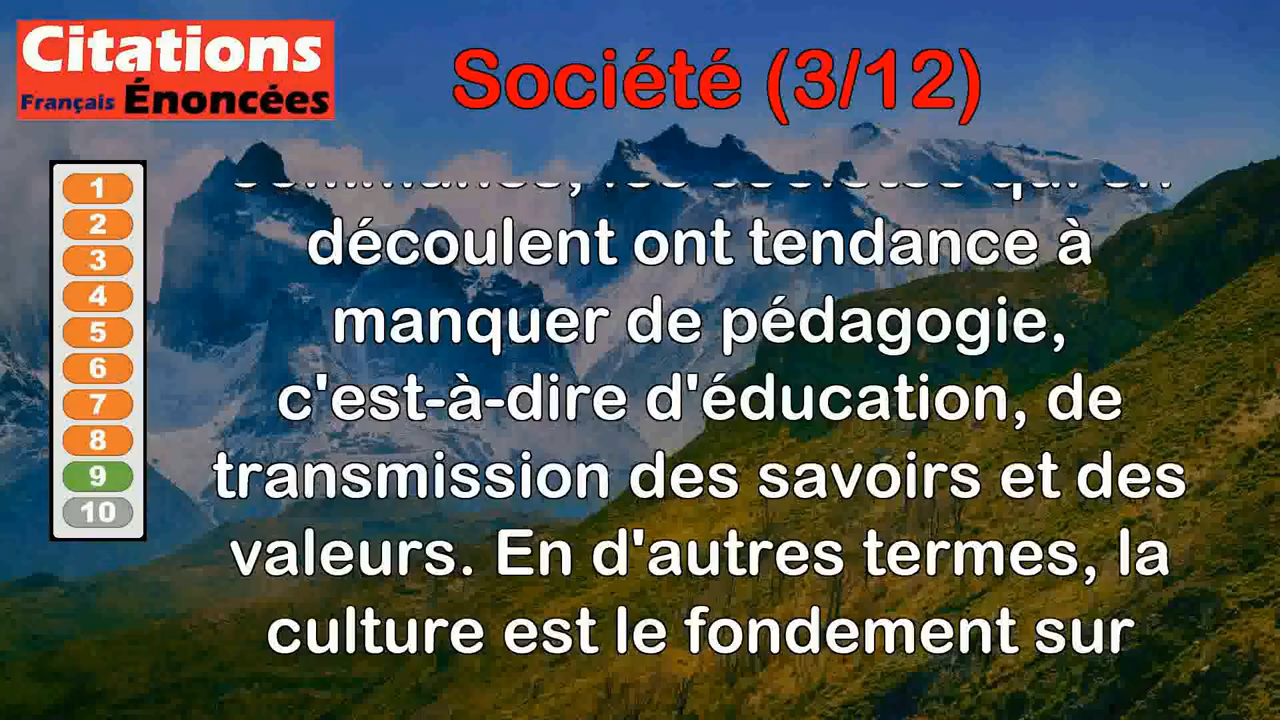 Citations
Français Énoncées
Société (3/12)
1
2
3
4
5
6
7
8
9
10
découlent ont tendance à
manquer de pédagogie,
c'est-à-dire d'éducation, de
transmission des savoirs et des
valeurs. En d'autres termes, la
culture est le fondement sur